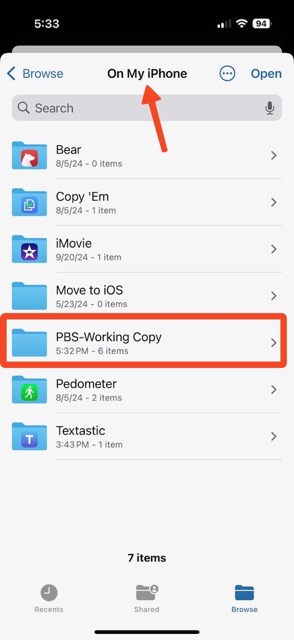 5:33
94
Browse
On My iPhone
Open
Search
Bear
8/5/24 - 0 items
Copy 'Em
8/5/24 - 1 item
iMovie
9/20/24 - 1 item
Move to iOS
5/23/24 - 0 items
PBS-Working Copy
5:32 PM - 6 items
Pedometer
8/5/24 - 2 items
T
Textastic
3:43 PM - 1 item
7 items
Recents
Shared
Browse